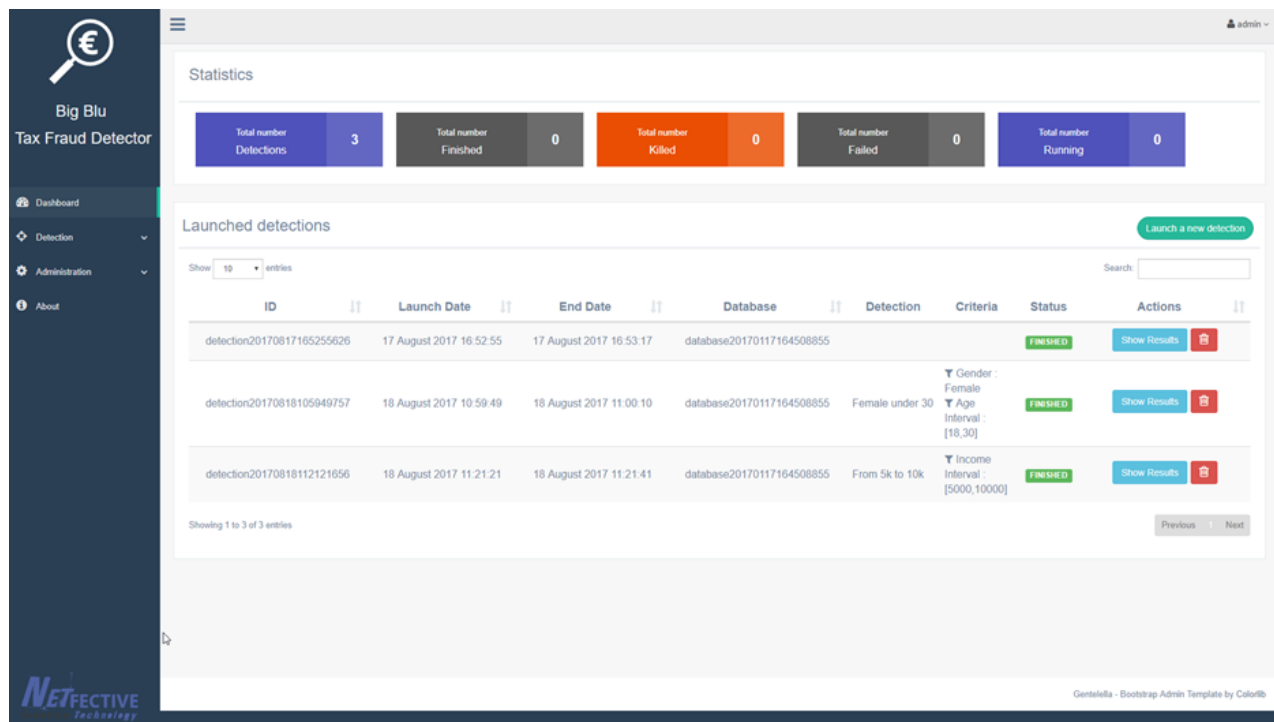 €
admin
Big Blu
Tax Fraud Detector
Statistics
Total number
Detections
3
Total number
Finished
0
Total number
Killed
0
Total number
Failed
0
Total number
Running
0
Dashboard
Detection
Administration
About
Launched detections
Launch a new detection
Show 10 entries
Search:
ID Launch Date End Date Database Detection Criteria Status Actions
detection20170817165255626 17 August 2017 16:52:55 17 August 2017 16:53:17 database20170117164508855 FINISHED Show Results
detection20170818105949757 18 August 2017 10:59:49 18 August 2017 11:00:10 database20170117164508855 Female under 30 Gender :
Female
Age
Interval :
[18,30] FINISHED Show Results
detection20170818112121656 18 August 2017 11:21:21 18 August 2017 11:21:41 database20170117164508855 From 5k to 10k Income
Interval :
[5000,10000] FINISHED Show Results
Showing 1 to 3 of 3 entries
Previous 1 Next
NETFECTIVE
Technology
Gentelella - Bootstrap Admin Template by Colorlib